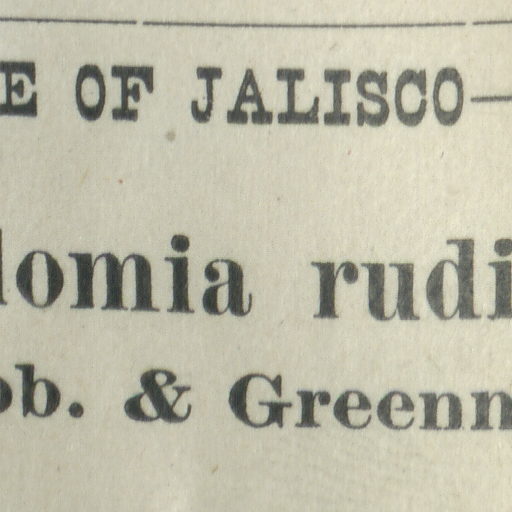 E OF JALISCO—
lomia rudi
ob. & Greenn